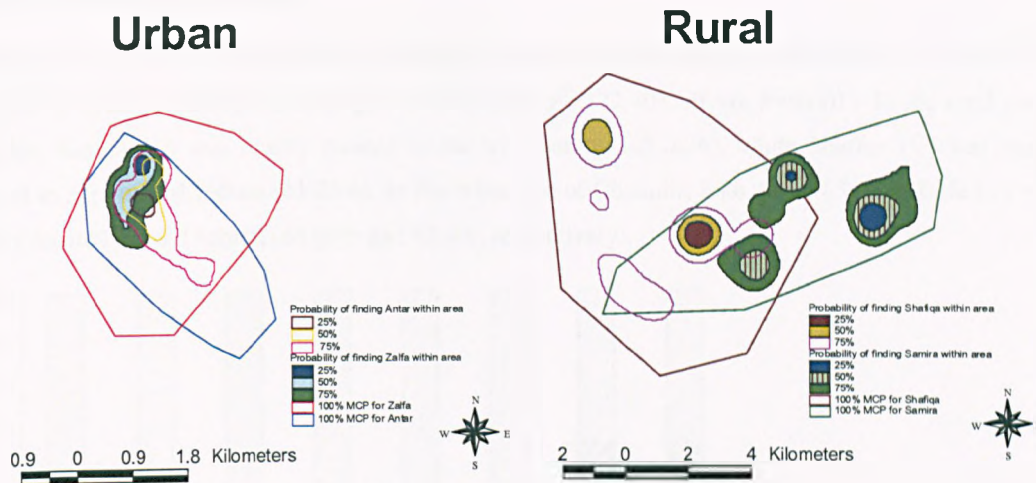 Urban
Rural
Probability of finding Antar within area
25%
50%
75%
Probability of finding Zalfa within area
25%
50%
75%
100% MCP for Zalfa
100% MCP for Antar
N
W
E
S
0.9 0 0.9 1.8 Kilometers
Probability of finding Shafiqa within area
25%
50%
75%
Probability of finding Samira within area
25%
50%
75%
100% MCP for Shafiqa
100% MCP for Samira
N
W
S
2 0 2 4 Kilometers